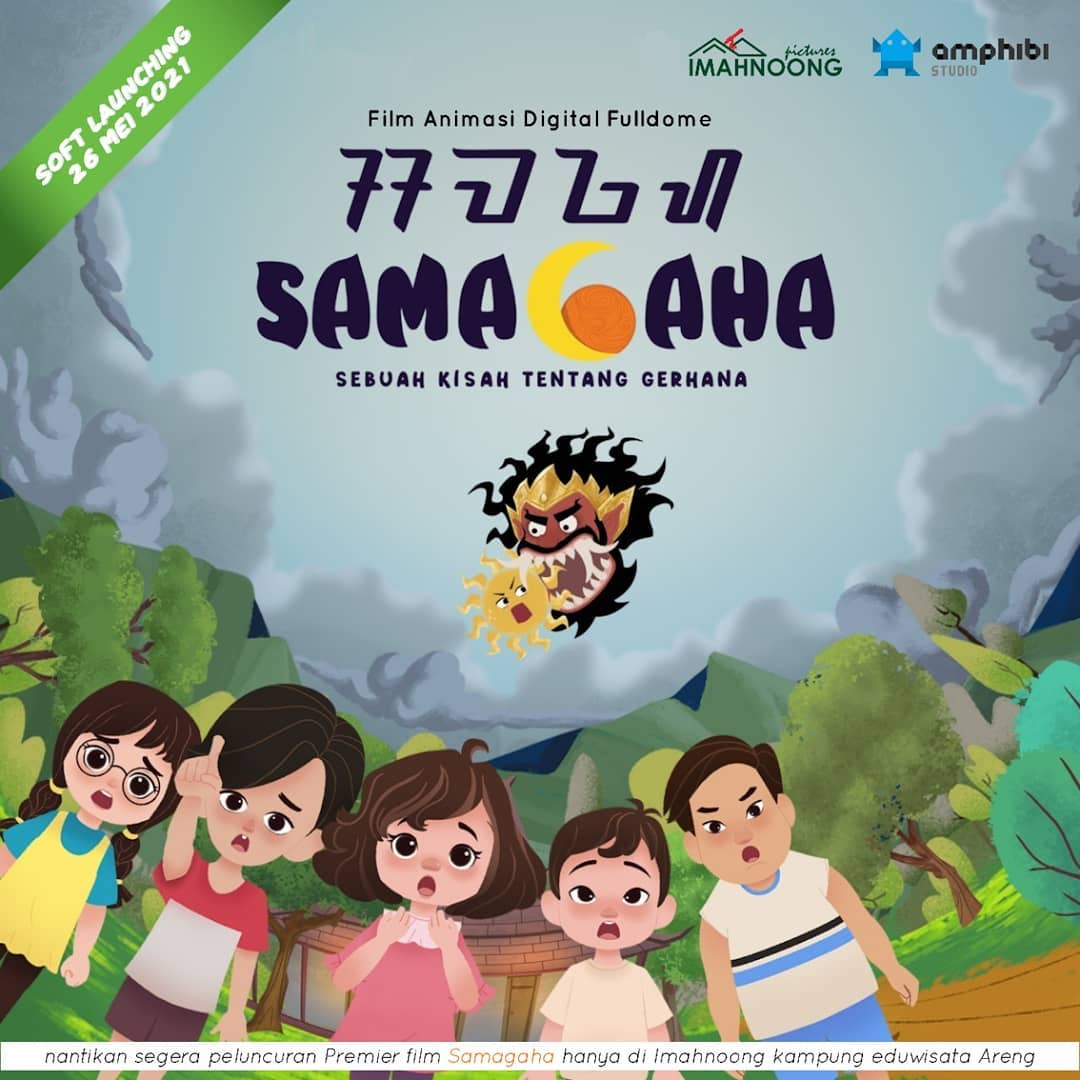 SOFT LAUNCHING
26 MEI 2021
pictures
IMAHNOONG
amphibi
STUDIO
Film Animasi Digital Fulldome
ᮞᮙᮌᮠ
SAMAGAHA
SEBUAH KISAH TENTANG GERHANA
nantikan segera peluncuran Premier film Samagaha hanya di Imahnoong kampung eduwisata Areng